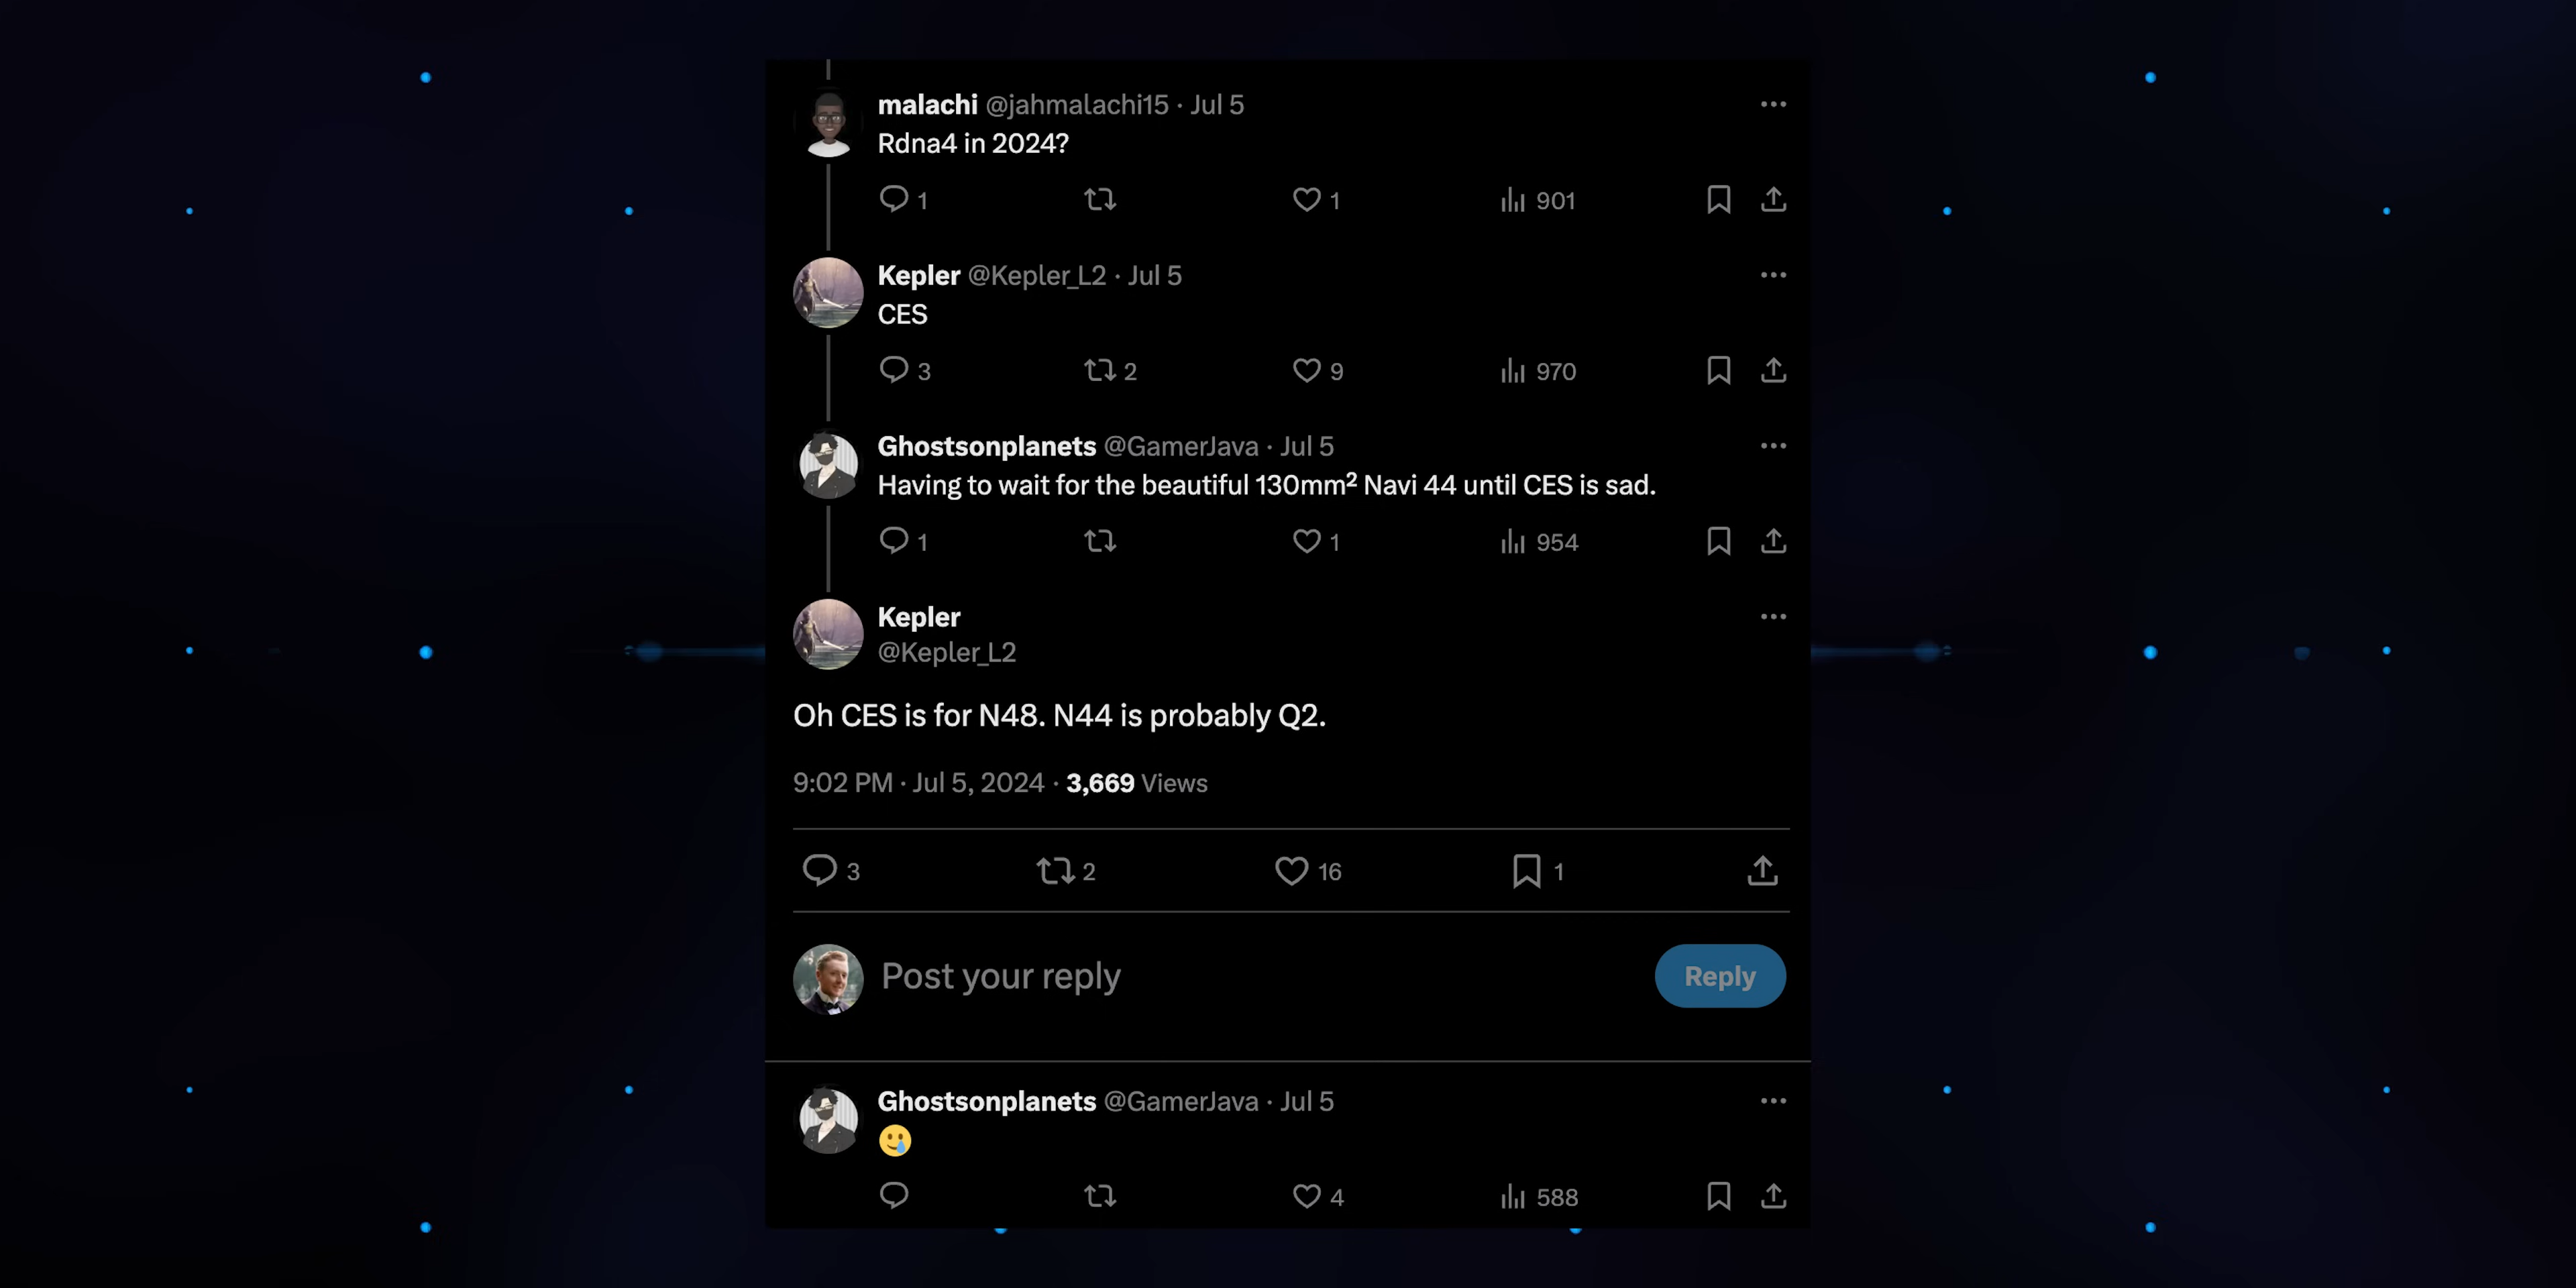 malachi @jahmalachi15 · Jul 5
Rdna4 in 2024?
1 1 901
Kepler @Kepler_L2 · Jul 5
CES
3 2 9 970
Ghostsonplanets @GamerJava · Jul 5
Having to wait for the beautiful 130mm² Navi 44 until CES is sad.
1 1 954
Kepler
@Kepler_L2
Oh CES is for N48. N44 is probably Q2.
9:02 PM · Jul 5, 2024 · 3,669 Views
3 2 16 1
Post your reply Reply
Ghostsonplanets @GamerJava · Jul 5
🥲
4 588